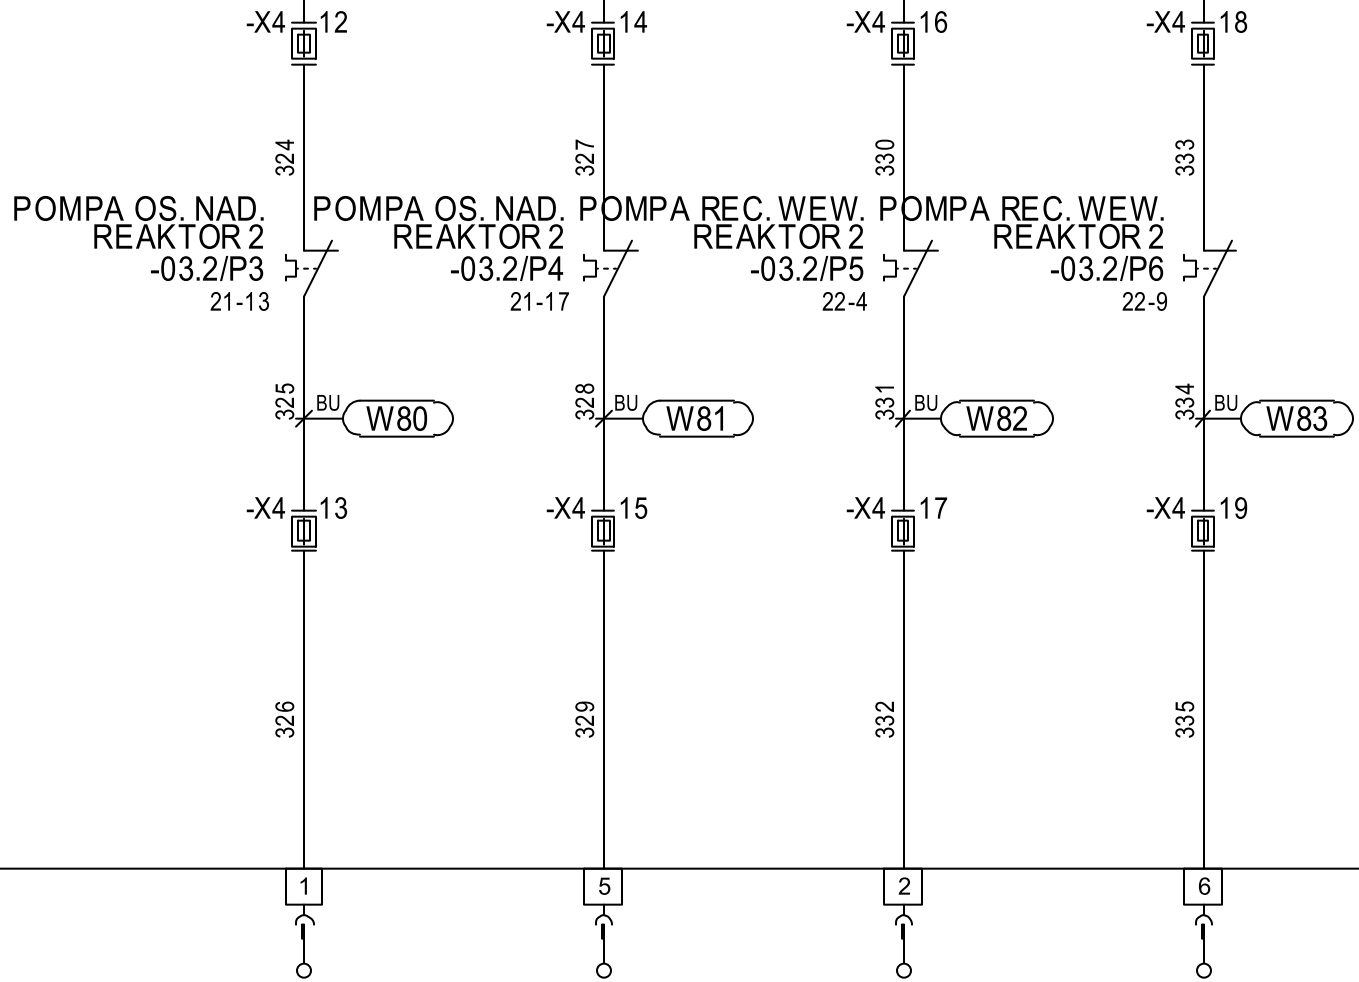 -X4 12
-X4 14
-X4 16
-X4 18
324
327
330
333
POMPA OS. NAD.
REAKTOR 2
-03.2/P3
21-13
POMPA OS. NAD.
REAKTOR 2
-03.2/P4
21-17
POMPA REC. WEW.
REAKTOR 2
-03.2/P5
22-4
POMPA REC. WEW.
REAKTOR 2
-03.2/P6
22-9
325 BU W80
328 BU W81
331 BU W82
334 BU W83
-X4 13
-X4 15
-X4 17
-X4 19
326
329
332
335
1
5
2
6